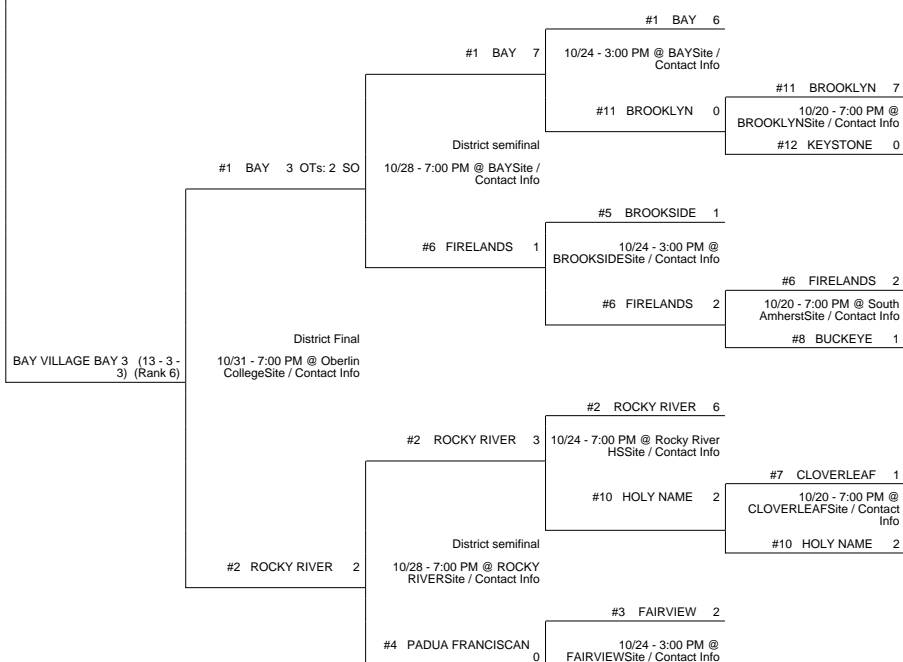 #1 BAY 6
#1 BAY 7
10/24 - 3:00 PM @ BAYSite /
Contact Info
#11 BROOKLYN 7
#11 BROOKLYN 0
10/20 - 7:00 PM @
BROOKLYNSite / Contact Info
#12 KEYSTONE 0
District semifinal
#1 BAY 3 OTs: 2 SO
10/28 - 7:00 PM @ BAYSite /
Contact Info
#5 BROOKSIDE 1
#6 FIRELANDS 1
10/24 - 3:00 PM @
BROOKSIDESite / Contact Info
#6 FIRELANDS 2
#6 FIRELANDS 2
10/20 - 7:00 PM @ South
AmherstSite / Contact Info
#8 BUCKEYE 1
District Final
BAY VILLAGE BAY 3 (13 - 3 -
3) (Rank 6)
10/31 - 7:00 PM @ Oberlin
CollegeSite / Contact Info
#2 ROCKY RIVER 6
#2 ROCKY RIVER 3
10/24 - 7:00 PM @ Rocky River
HSSite / Contact Info
#7 CLOVERLEAF 1
#10 HOLY NAME 2
10/20 - 7:00 PM @
CLOVERLEAFSite / Contact
Info
#10 HOLY NAME 2
District semifinal
#2 ROCKY RIVER 2
10/28 - 7:00 PM @ ROCKY
RIVERSite / Contact Info
#3 FAIRVIEW 2
#4 PADUA FRANCISCAN
0
10/24 - 3:00 PM @
FAIRVIEWSite / Contact Info